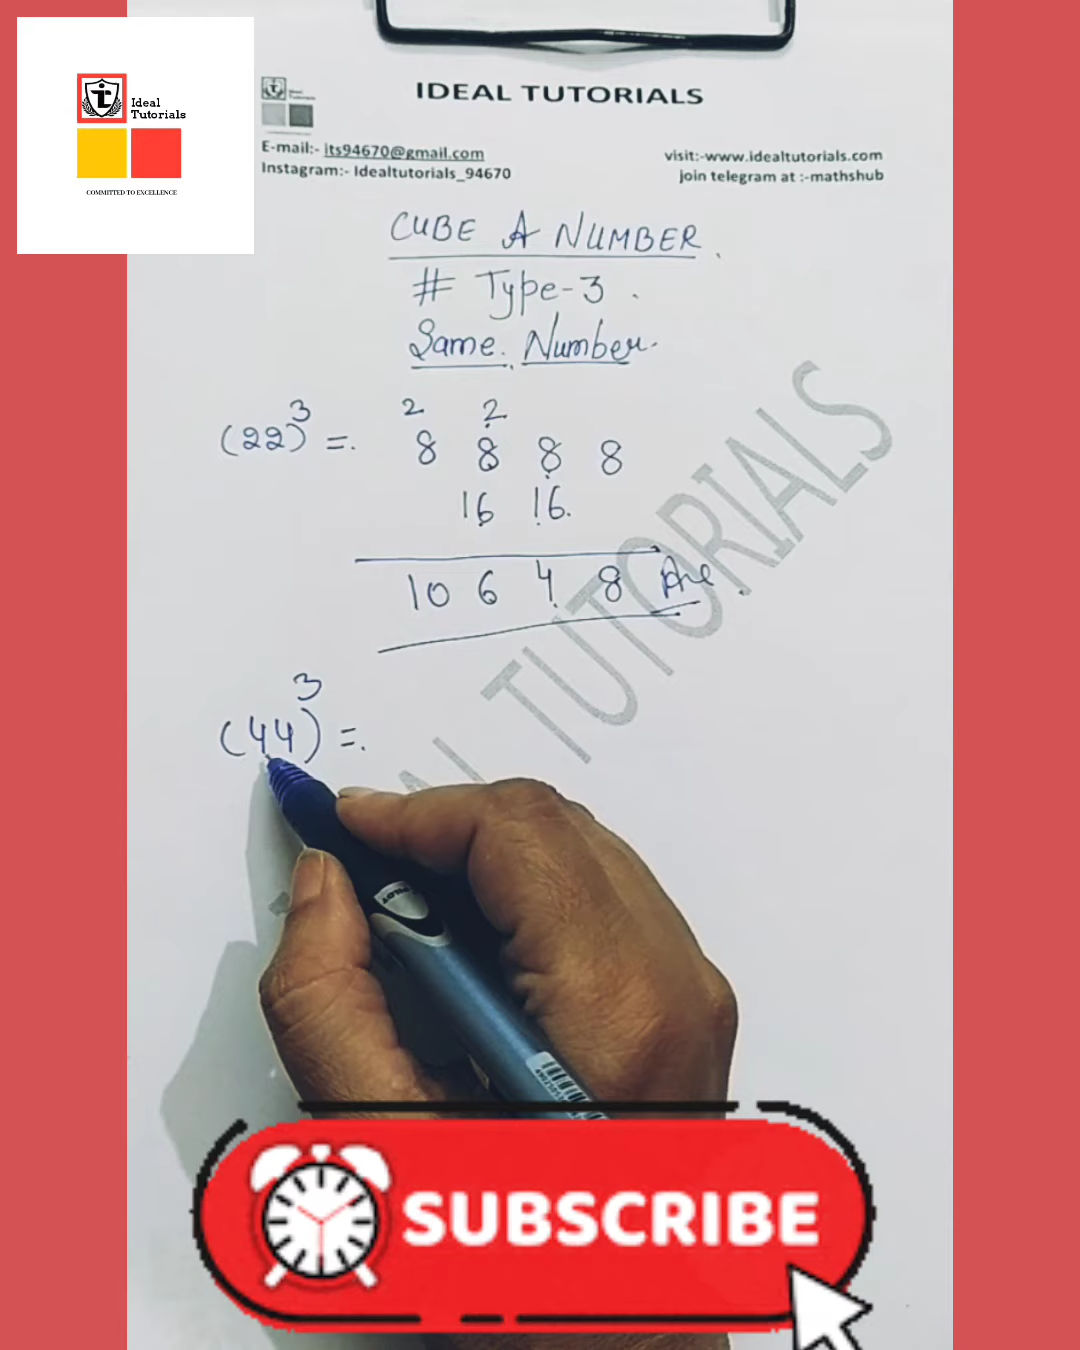 Ideal
Tutorials
COMMITTED TO EXCELLENCE
IDEAL TUTORIALS
E-mail:- its94670@gmail.com
Instagram:- Idealtutorials_94670
visit:-www.idealtutorials.com
join telegram at :-mathshub
CUBE A NUMBER.
# Type-3.
Same. Number.
2 2
(22)³ =. 8 8 8 8
16 16.
10 6 4 8 Ans.
(44)³ =.
TUTORIALS
SUBSCRIBE